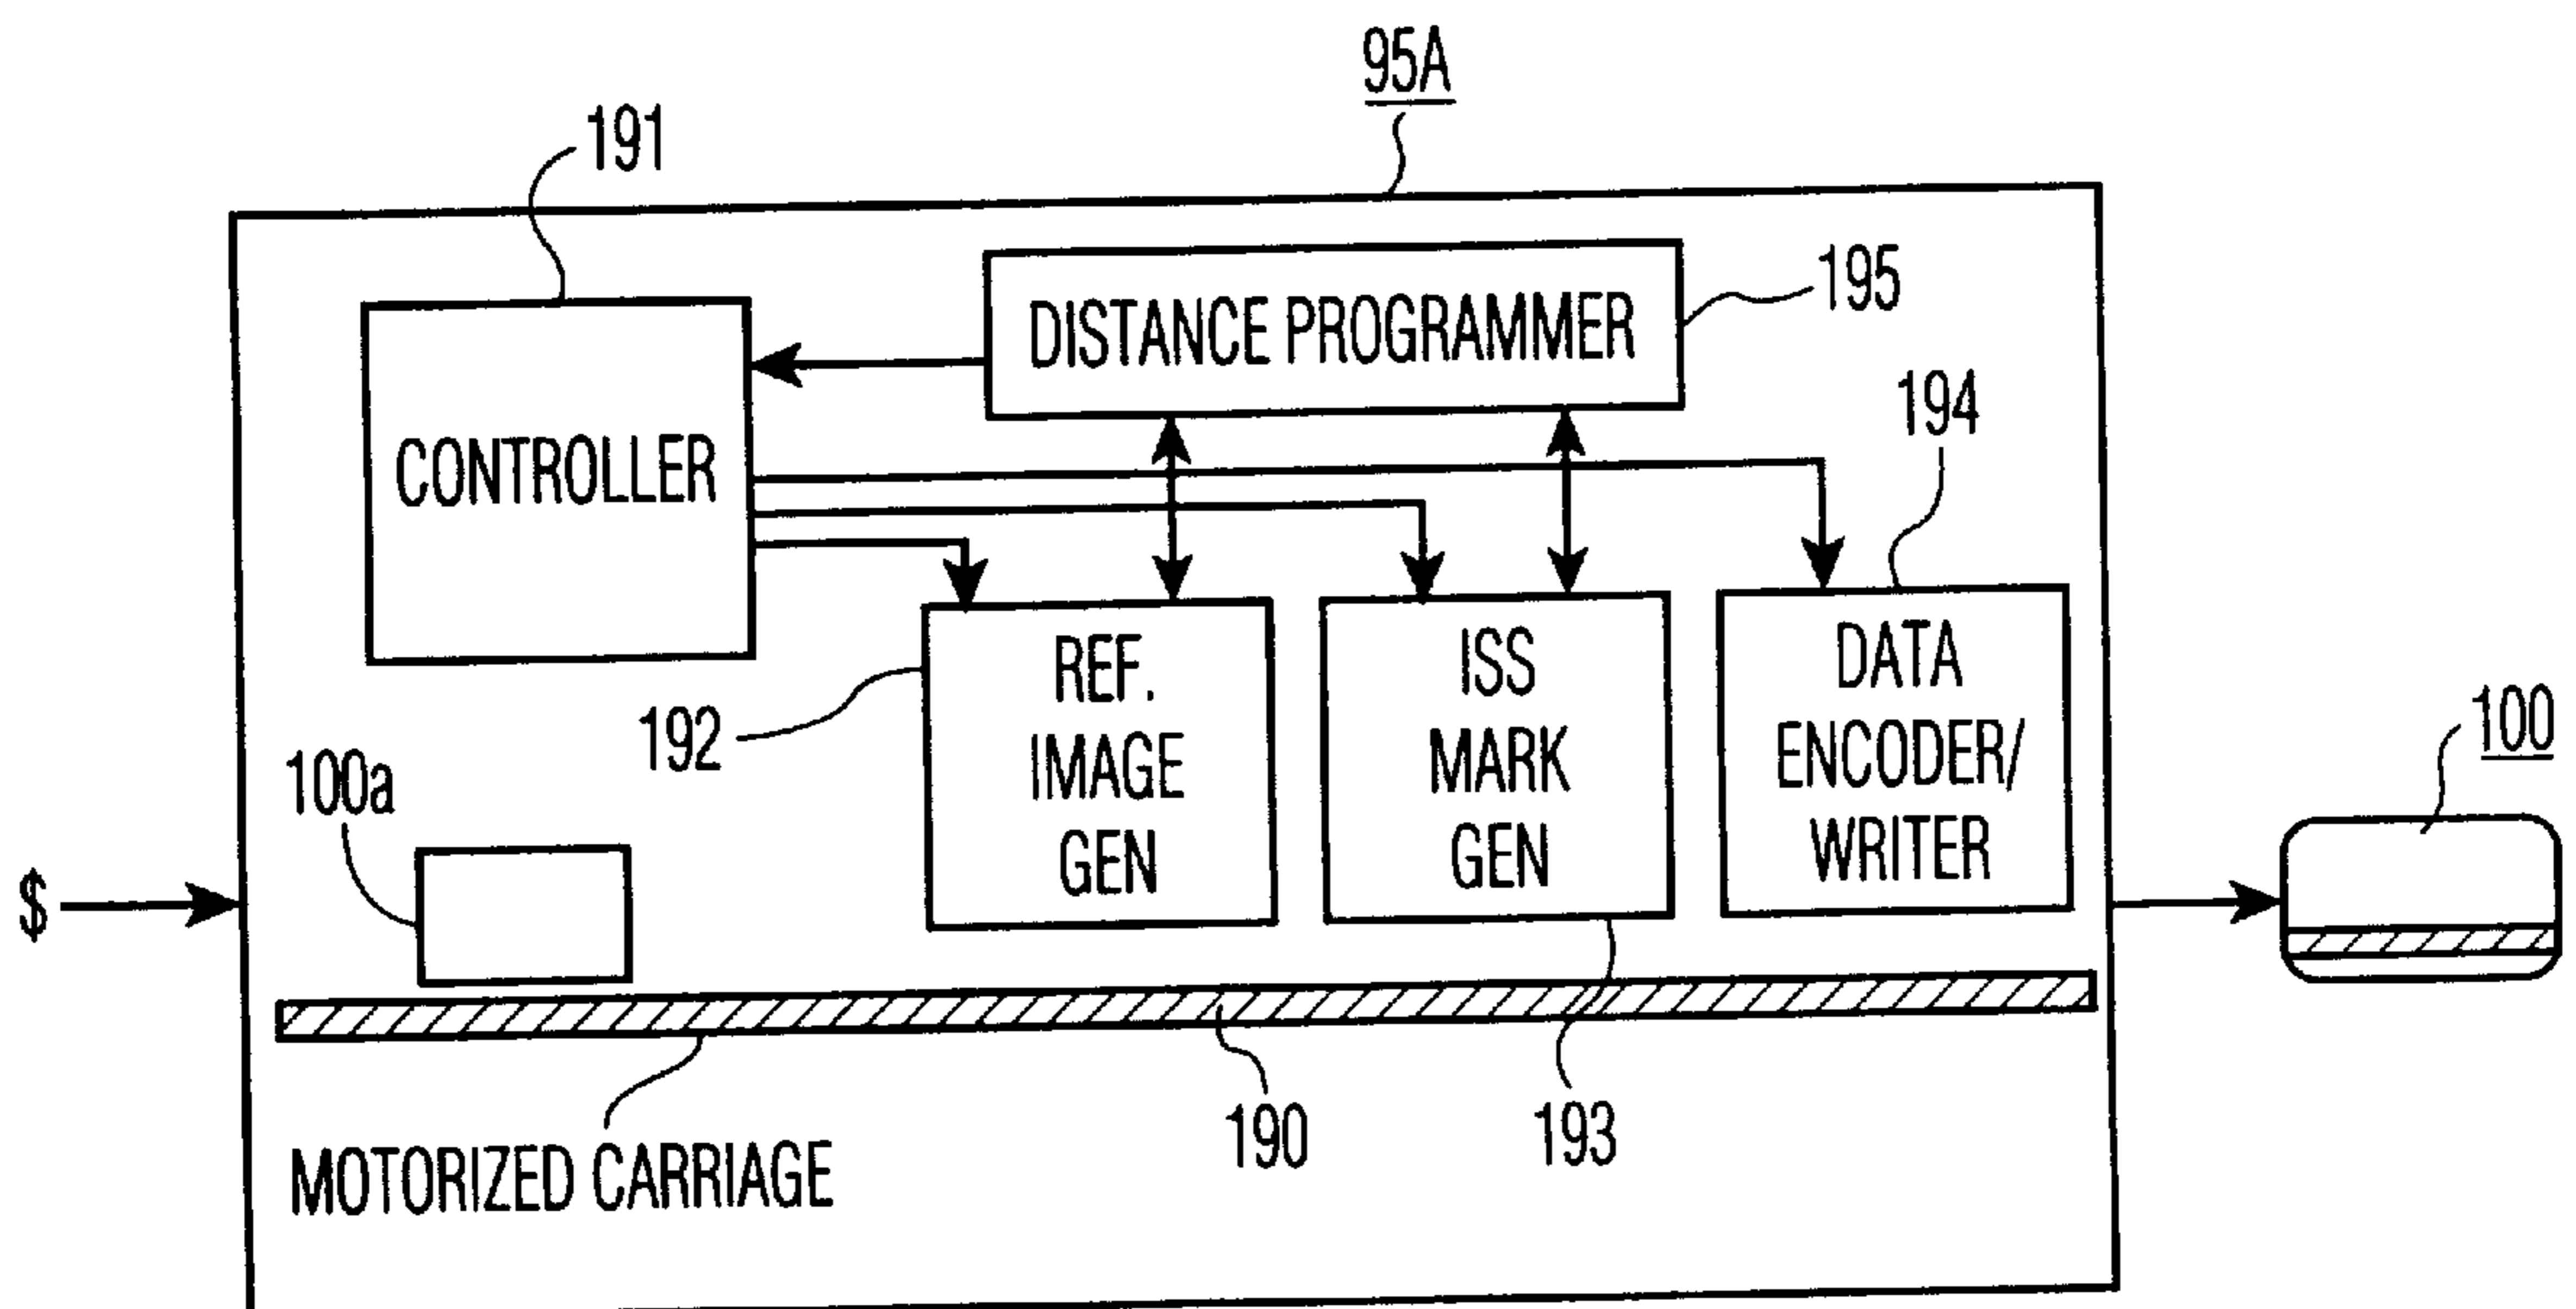 95A
191
DISTANCE PROGRAMMER
195
CONTROLLER
194
REF.
IMAGE
GEN
ISS
MARK
GEN
DATA
ENCODER/
WRITER
192
100
100a
$
190
193
MOTORIZED CARRIAGE